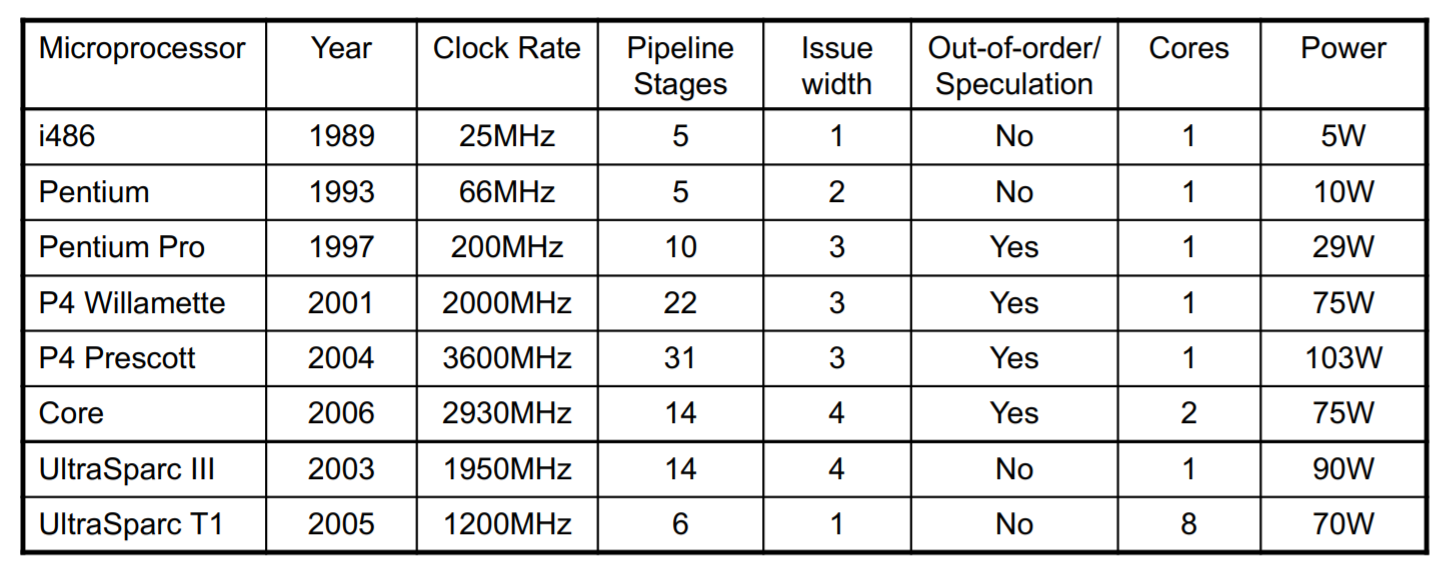 Microprocessor Year Clock Rate Pipeline Stages Issue width Out-of-order/ Speculation Cores Power
i486 1989 25MHz 5 1 No 1 5W
Pentium 1993 66MHz 5 2 No 1 10W
Pentium Pro 1997 200MHz 10 3 Yes 1 29W
P4 Willamette 2001 2000MHz 22 3 Yes 1 75W
P4 Prescott 2004 3600MHz 31 3 Yes 1 103W
Core 2006 2930MHz 14 4 Yes 2 75W
UltraSparc III 2003 1950MHz 14 4 No 1 90W
UltraSparc T1 2005 1200MHz 6 1 No 8 70W